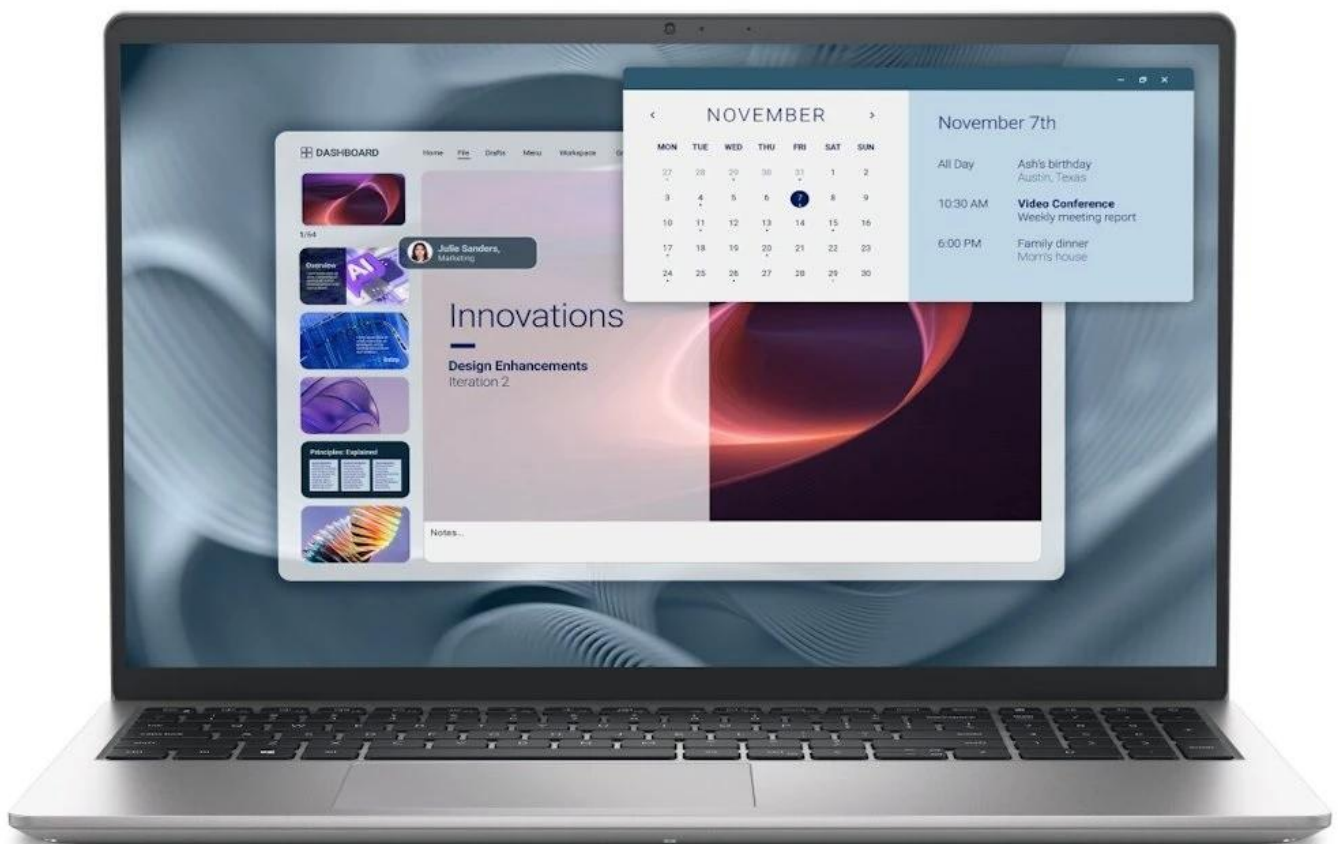 DASHBOARD
Home File Drafts Menu Workspace
1/64
Julie Sanders,
Marketing
Overview
AI
Intro
Principles: Explained
Innovations
Design Enhancements
Iteration 2
Notes...
NOVEMBER
MON TUE WED THU FRI SAT SUN
27 28 29 30 31 1 2
3 4 5 6 7 8 9
10 11 12 13 14 15 16
17 18 19 20 21 22 23
24 25 26 27 28 29 30
November 7th
All Day Ash's birthday
Austin, Texas
10:30 AM Video Conference
Weekly meeting report
6:00 PM Family dinner
Mom's house
caps lock